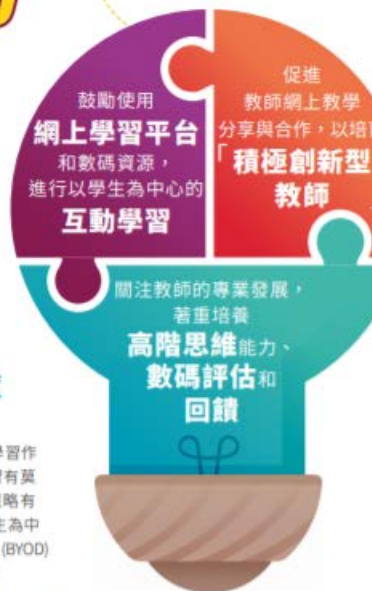 鼓勵使用
網上學習平台
和數碼資源，
進行以學生為中心的
互動學習
促進
教師網上教學
分享與合作，以培
「積極創新型
教師
關注教師的專業發展，
著重培養
高階思維能力、
數碼評估和
回饋
學習作
習有莫
策略有
生為中
(BYOD)